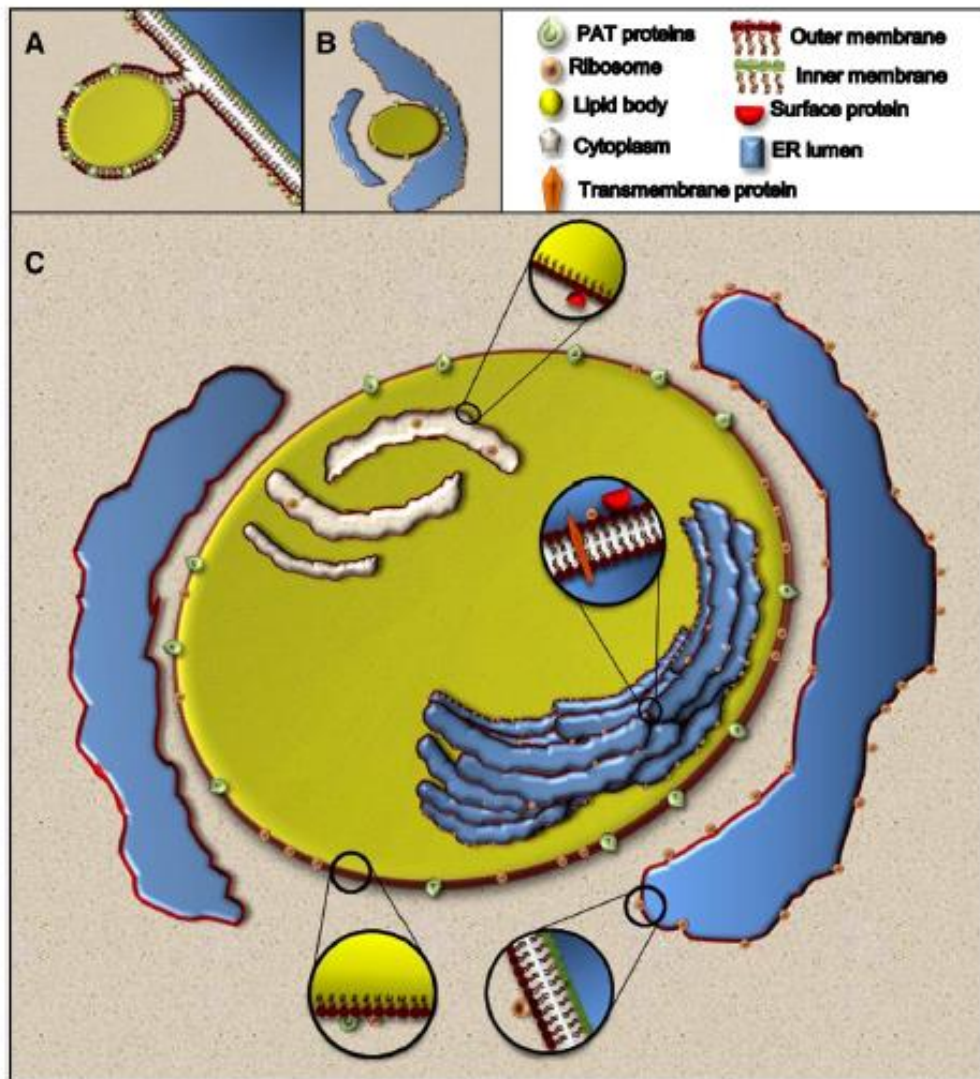 A
B
PAT proteins
Ribosome
Lipid body
Cytoplasm
Transmembrane protein
Outer membrane
Inner membrane
Surface protein
ER lumen
C